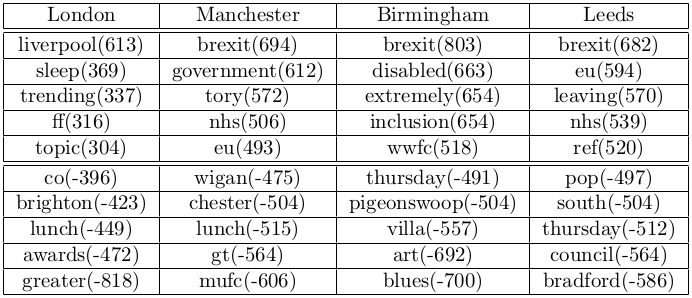 London Manchester Birmingham Leeds
liverpool(613) brexit(694) brexit(803) brexit(682)
sleep(369) government(612) disabled(663) eu(594)
trending(337) tory(572) extremely(654) leaving(570)
ff(316) nhs(506) inclusion(654) nhs(539)
topic(304) eu(493) wwfc(518) ref(520)
co(-396) wigan(-475) thursday(-491) pop(-497)
brighton(-423) chester(-504) pigeonswoop(-504) south(-504)
lunch(-449) lunch(-515) villa(-557) thursday(-512)
awards(-472) gt(-564) art(-692) council(-564)
greater(-818) mufc(-606) blues(-700) bradford(-586)